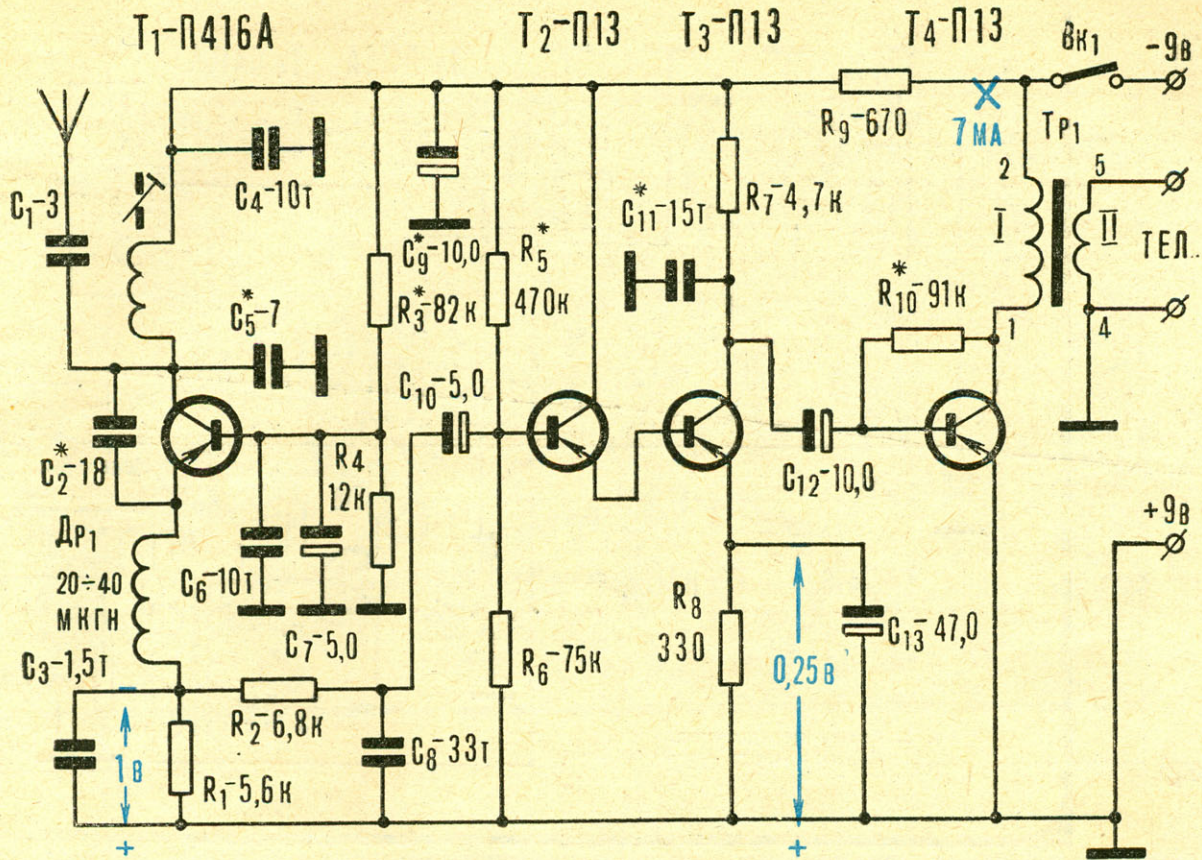 Т1-П416А
Т2-П13
Т3-П13
Т4-П13
Вк1
-9в
С1-3
С4-10т
С5*-7
С9*-10,0
R3*-82к
R5*
470к
С11*-15т
R7-4,7к
R9-670
7 МА
Тр1
2
5
I
II
ТЕЛ.
R10*-91к
1
4
С2*-18
С10-5,0
R4
12к
С12-10,0
+9в
Др1
20÷40
МКГН
С6-10т
С7-5,0
С3-1,5т
R2-6,8к
R6-75к
R8
330
0,25в
С13-47,0
1в
R1-5,6к
С8-33т
+
+